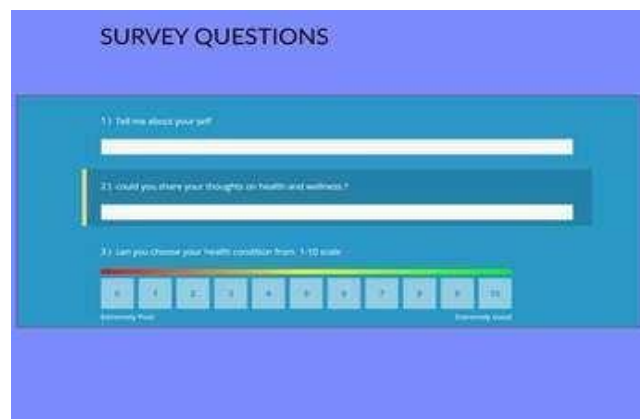 SURVEY QUESTIONS
1) Tell me about your self
2) could you share your thoughts on health and wellness ?
3) can you choose your health condition from 1-10 scale
0 1 2 3 4 5 6 7 8 9 10
Extremely Poor Extremely Good